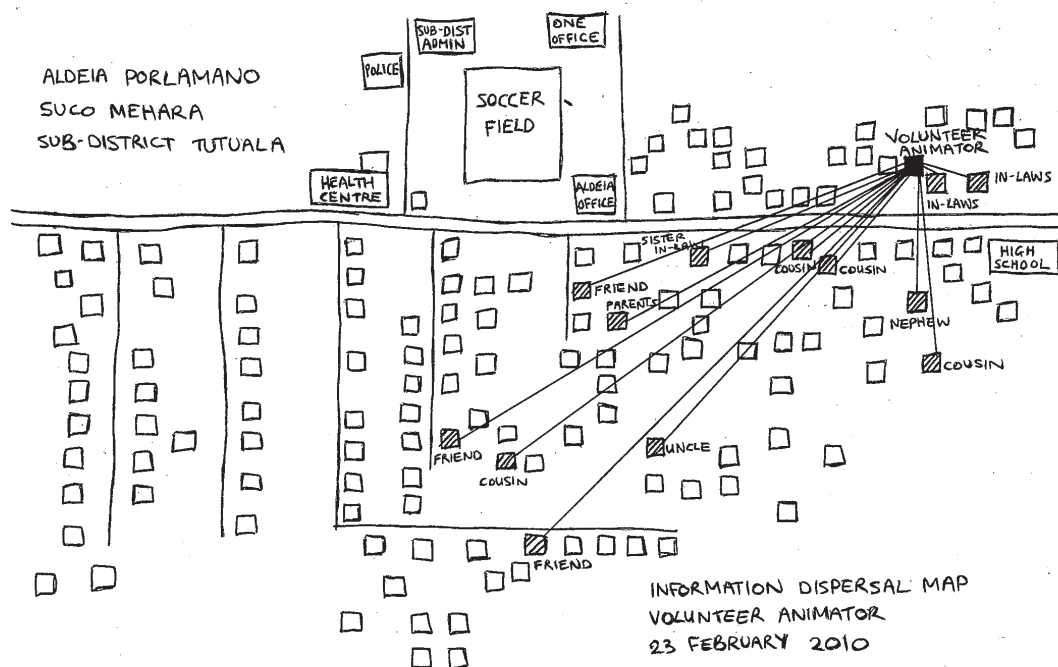 SUB-DIST
ADMIN
ONE
OFFICE
POLICE
ALDEIA PORLAMANO
SUCO MEHARA
SUB-DISTRICT TUTUALA
SOCCER
FIELD
VOLUNTEER
ANIMATOR
HEALTH
CENTRE
ALDEIA
OFFICE
IN-LAWS
IN-LAWS
SISTER
IN-LAW
COUSIN
COUSIN
HIGH
SCHOOL
FRIEND
PARENTS
NEPHEW
COUSIN
FRIEND
UNCLE
COUSIN
FRIEND
INFORMATION DISPERSAL MAP
VOLUNTEER ANIMATOR
23 FEBRUARY 2010